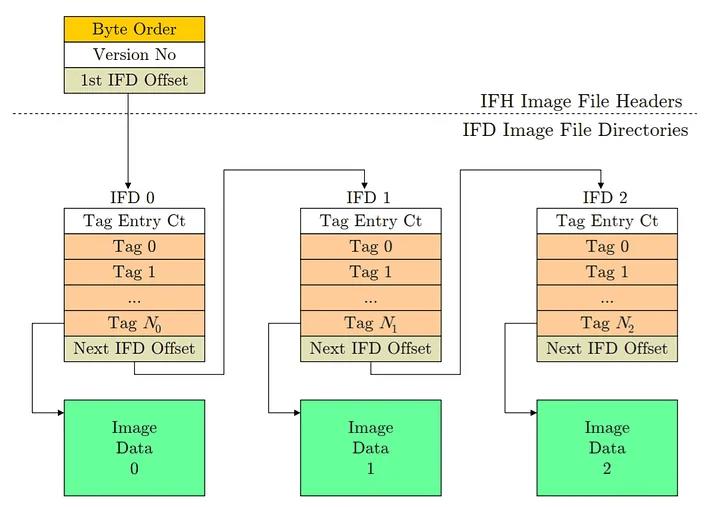 Byte Order
Version No
1st IFD Offset
IFH Image File Headers
IFD Image File Directories
IFD 0
Tag Entry Ct
Tag 0
Tag 1
...
Tag N0
Next IFD Offset
Image
Data
0
IFD 1
Tag Entry Ct
Tag 0
Tag 1
...
Tag N1
Next IFD Offset
Image
Data
1
IFD 2
Tag Entry Ct
Tag 0
Tag 1
...
Tag N2
Next IFD Offset
Image
Data
2